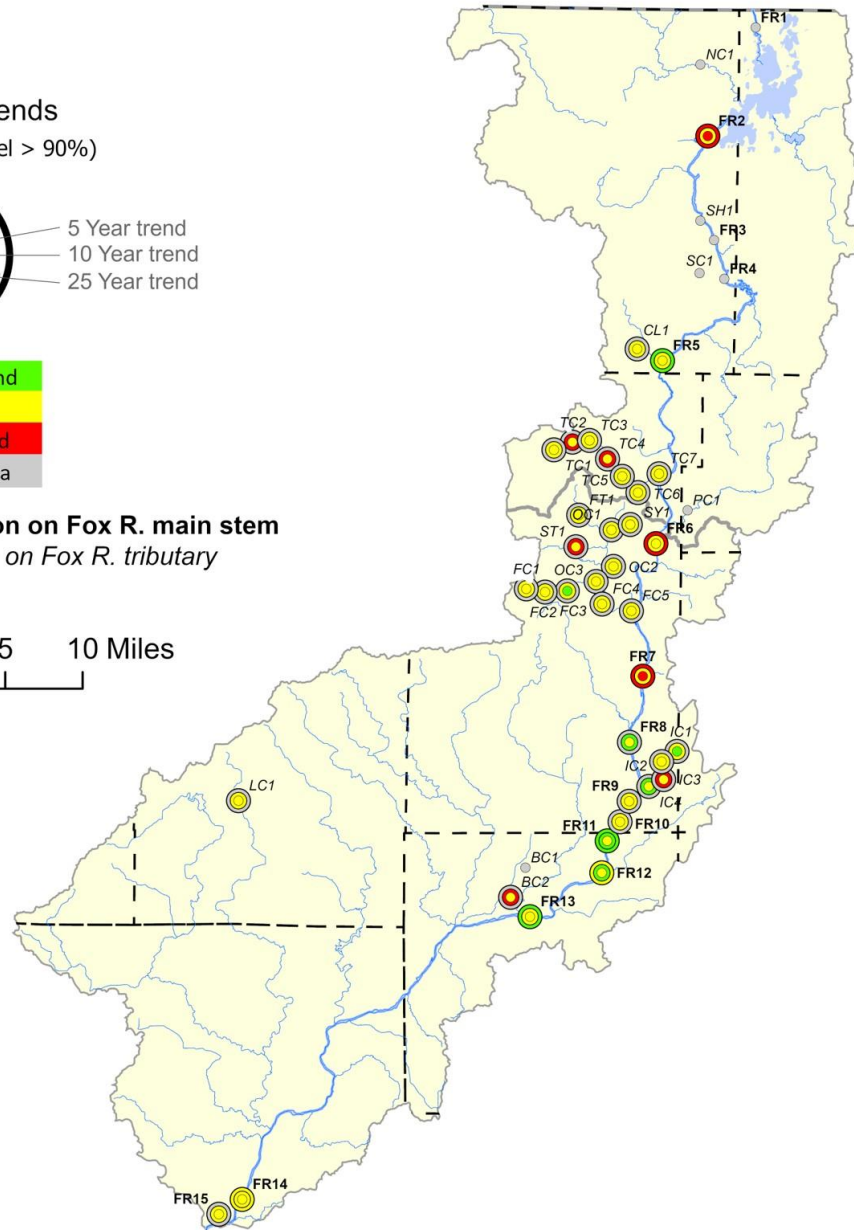 ends
el > 90%)
5 Year trend
10 Year trend
25 Year trend
nd
d
a
on on Fox R. main stem
on Fox R. tributary
5 10 Miles
FR1
NC1
FR2
SH1
FR3
SC1
FR4
CL1
FR5
TC2
TC3
TC4
TC1
TC7
TC5
TC6
FT1
PC1
OC1
SY1
FR6
ST1
FC1
OC3
OC2
FC4
FC5
FC2
FC3
FR7
FR8
IC1
IC2
IC3
FR9
IC4
LC1
FR11
FR10
BC1
FR12
BC2
FR13
FR14
FR15